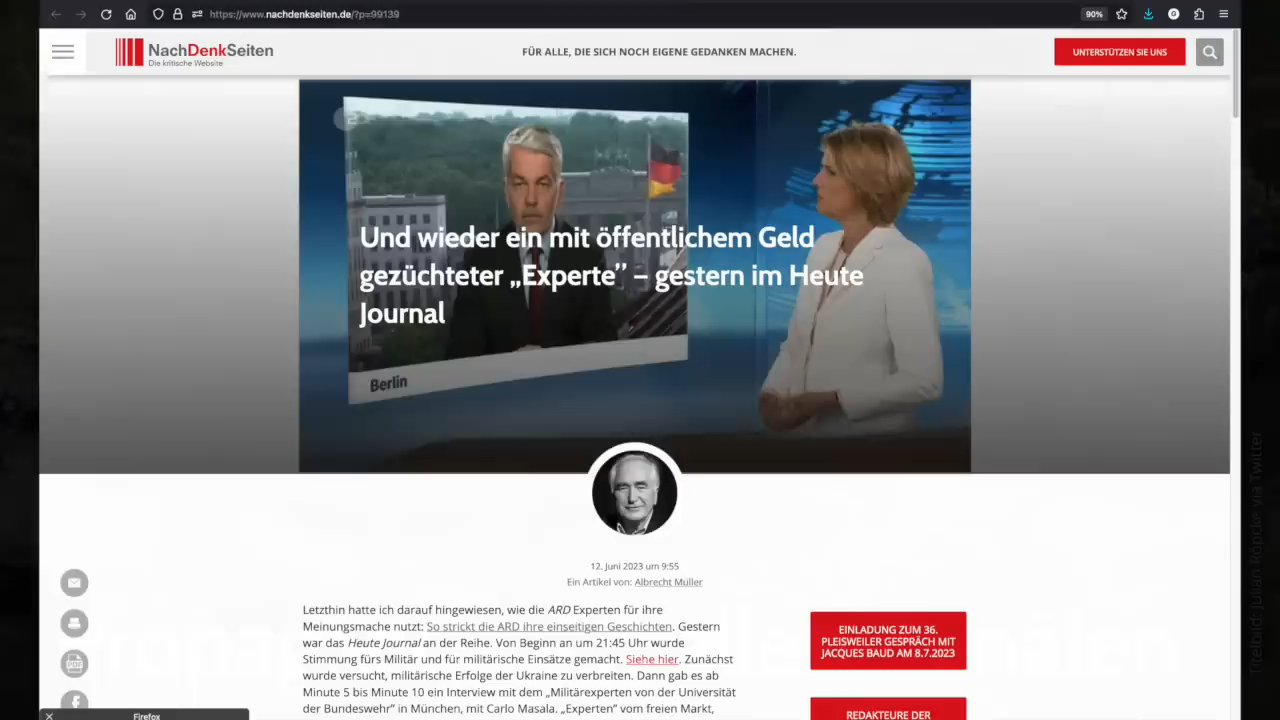 https://www.nachdenkseiten.de/?p=99139
90%
NachDenkSeiten
Die kritische Website
FÜR ALLE, DIE SICH NOCH EIGENE GEDANKEN MACHEN.
UNTERSTÜTZEN SIE UNS
Und wieder ein mit öffentlichem Geld
gezüchteter „Experte” – gestern im Heute
Journal
Berlin
12. Juni 2023 um 9:55
Ein Artikel von: Albrecht Müller
Letzthin hatte ich darauf hingewiesen, wie die ARD Experten für ihre
Meinungsmache nutzt: So strickt die ARD ihre einseitigen Geschichten. Gestern
war das Heute Journal an der Reihe. Von Beginn an um 21:45 Uhr wurde
Stimmung fürs Militär und für militärische Einsätze gemacht. Siehe hier. Zunächst
wurde versucht, militärische Erfolge der Ukraine zu verbreiten. Dann gab es ab
Minute 5 bis Minute 10 ein Interview mit dem „Militärexperten von der Universität
der Bundeswehr” in München, mit Carlo Masala. „Experten” vom freien Markt,
EINLADUNG ZUM 36.
PLEISWEILER GESPRÄCH MIT
JACQUES BAUD AM 8.7.2023
REDAKTEURE DER
PDF
Firefox
Titelbild: Julian Röpcke via Twitter